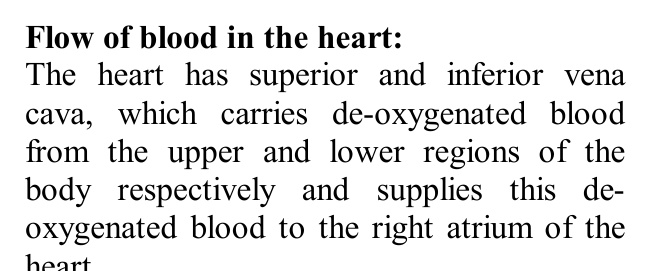 Flow of blood in the heart:
The heart has superior and inferior vena
cava, which carries de-oxygenated blood
from the upper and lower regions of the
body respectively and supplies this de-
oxygenated blood to the right atrium of the
heart